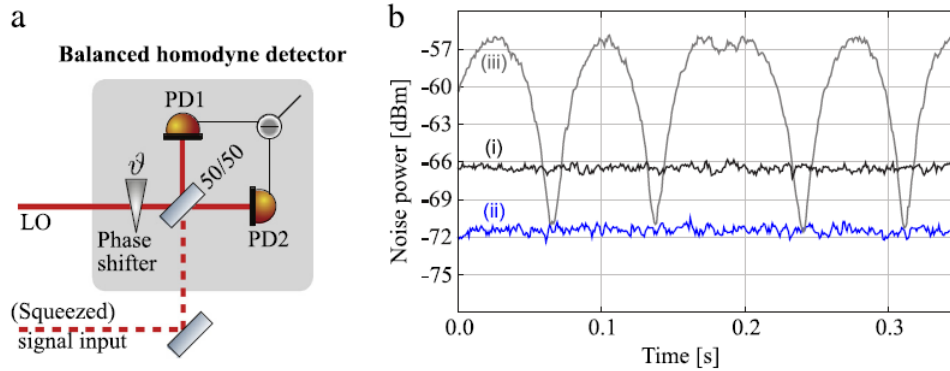 a
Balanced homodyne detector
PD1
ϑ
50/50
LO
Phase
shifter
PD2
(Squeezed)
signal input
b
Noise power [dBm]
-57
-60
-63
-66
-69
-72
-75
(iii)
(i)
(ii)
0.0 0.1 0.2 0.3
Time [s]